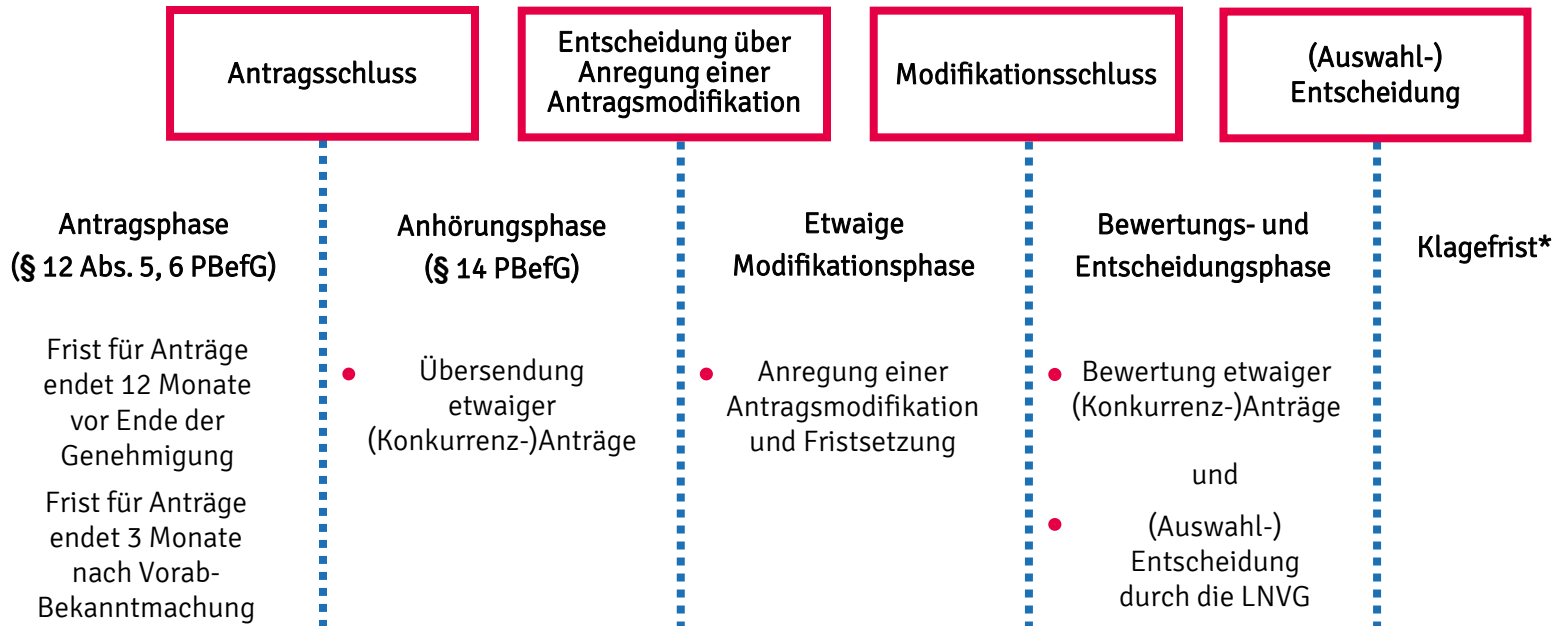 Antragsschluss
Entscheidung über
Anregung einer
Antragsmodifikation
Modifikationsschluss
(Auswahl-)
Entscheidung
Antragsphase
(§ 12 Abs. 5, 6 PBefG)
Anhörungsphase
(§ 14 PBefG)
Etwaige
Modifikationsphase
Bewertungs- und
Entscheidungsphase
Klagefrist*
Frist für Anträge
endet 12 Monate
vor Ende der
Genehmigung
Frist für Anträge
endet 3 Monate
nach Vorab-
Bekanntmachung
• Übersendung
etwaiger
(Konkurrenz-)Anträge
• Anregung einer
Antragsmodifikation
und Fristsetzung
• Bewertung etwaiger
(Konkurrenz-)Anträge
und
• (Auswahl-)
Entscheidung
durch die LNVG